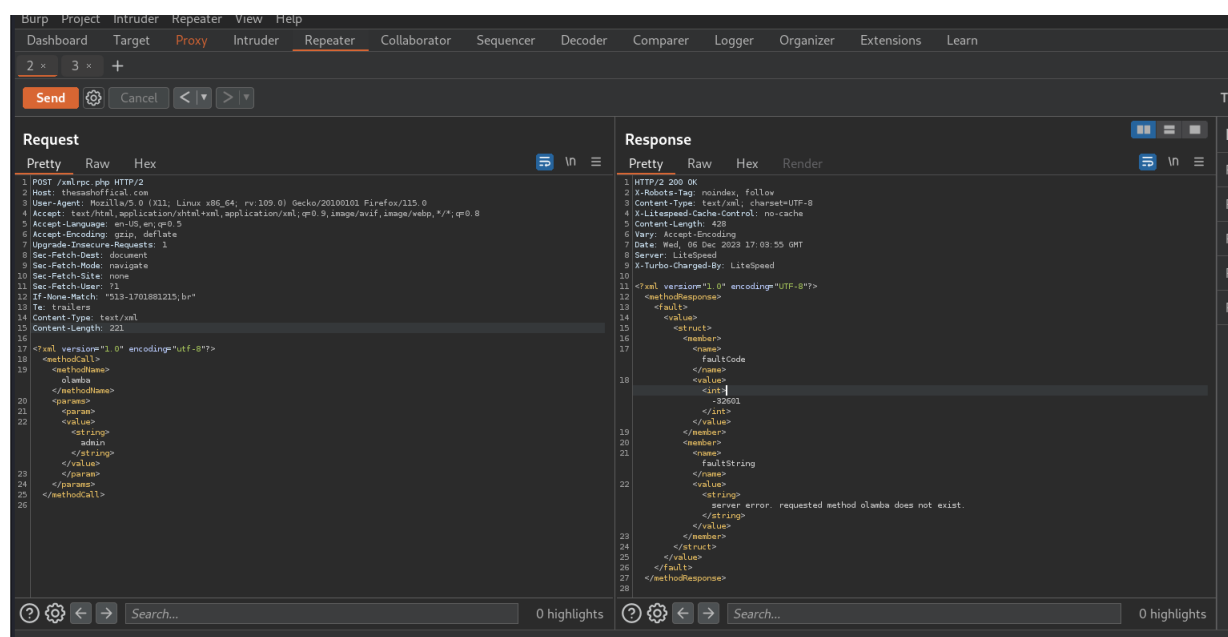 Burp Project Intruder Repeater View Help
Dashboard Target Proxy Intruder Repeater Collaborator Sequencer Decoder Comparer Logger Organizer Extensions Learn
2 × 3 × +
Send Cancel < >
Request
Pretty Raw Hex \n
1 POST /xmlrpc.php HTTP/2
2 Host: thesashoffical.com
3 User-Agent: Mozilla/5.0 (X11; Linux x86_64; rv:109.0) Gecko/20100101 Firefox/115.0
4 Accept: text/html,application/xhtml+xml,application/xml;q=0.9,image/avif,image/webp,*/*;q=0.8
5 Accept-Language: en-US,en;q=0.5
6 Accept-Encoding: gzip, deflate
7 Upgrade-Insecure-Requests: 1
8 Sec-Fetch-Dest: document
9 Sec-Fetch-Mode: navigate
10 Sec-Fetch-Site: none
11 Sec-Fetch-User: ?1
12 If-None-Match: "513-1701881215;br"
13 Te: trailers
14 Content-Type: text/xml
15 Content-Length: 221
16
17 <?xml version="1.0" encoding="utf-8"?>
18 <methodCall>
19 <methodName>
olamba
</methodName>
20 <params>
21 <param>
22 <value>
<string>
admin
</string>
</value>
23 </param>
24 </params>
25 </methodCall>
26
? Search... 0 highlights
Response
Pretty Raw Hex Render \n
1 HTTP/2 200 OK
2 X-Robots-Tag: noindex, follow
3 Content-Type: text/xml; charset=UTF-8
4 X-Litespeed-Cache-Control: no-cache
5 Content-Length: 428
6 Vary: Accept-Encoding
7 Date: Wed, 06 Dec 2023 17:03:55 GMT
8 Server: LiteSpeed
9 X-Turbo-Charged-By: LiteSpeed
10
11 <?xml version="1.0" encoding="UTF-8"?>
12 <methodResponse>
13 <fault>
14 <value>
15 <struct>
16 <member>
17 <name>
faultCode
</name>
18 <value>
<int>
-32601
</int>
</value>
19 </member>
20 <member>
21 <name>
faultString
</name>
22 <value>
<string>
server error. requested method olamba does not exist.
</string>
</value>
23 </member>
24 </struct>
25 </value>
26 </fault>
27 </methodResponse>
28
? Search... 0 highlights